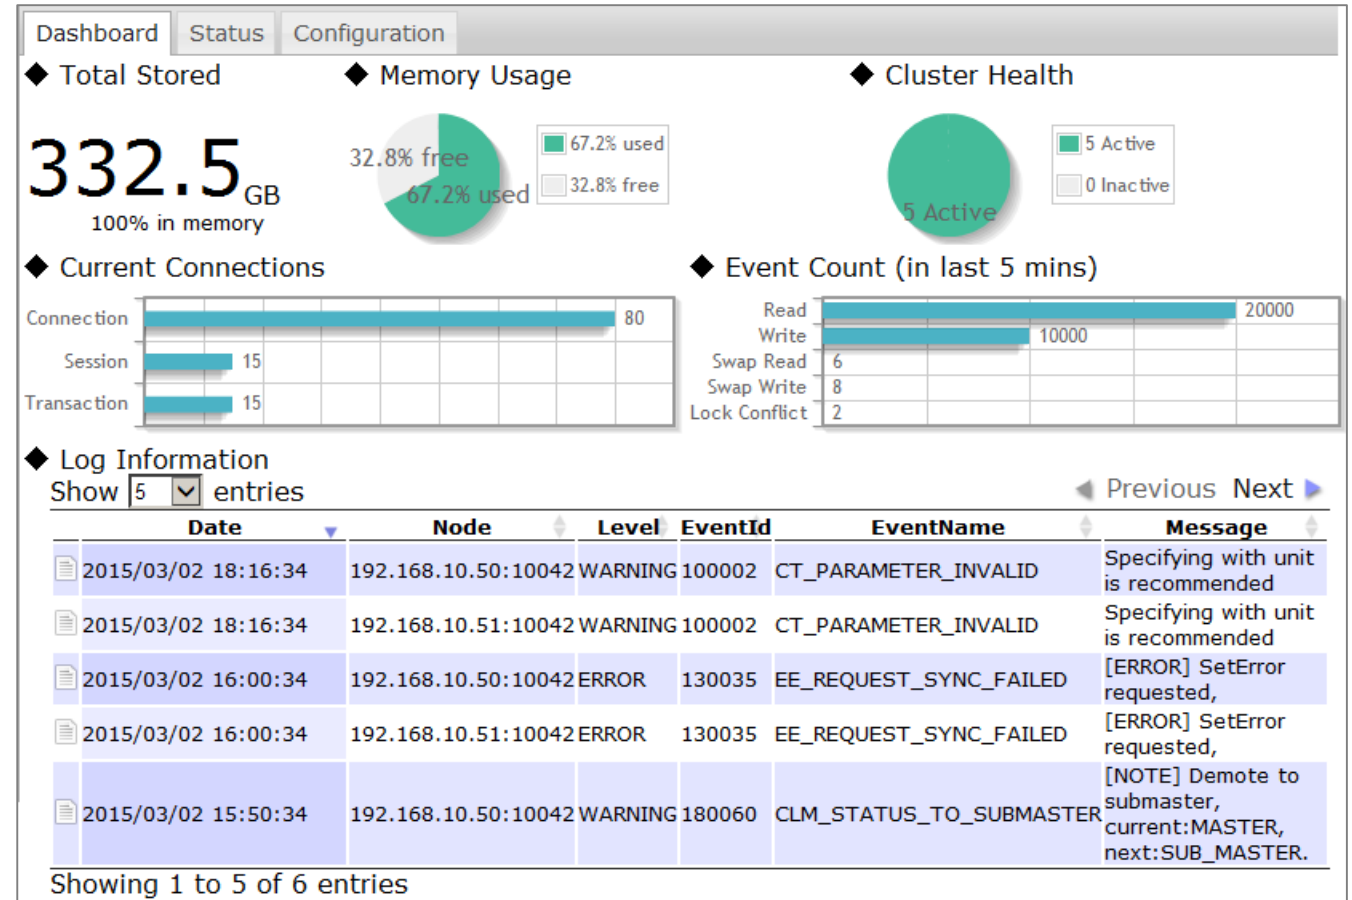 Dashboard Status Configuration
◆ Total Stored ◆ Memory Usage ◆ Cluster Health
332.5 GB
100% in memory
32.8% free
67.2% used
67.2% used
32.8% free
5 Active
5 Active
0 Inactive
◆ Current Connections
Connection 80
Session 15
Transaction 15
◆ Event Count (in last 5 mins)
Read 20000
Write 10000
Swap Read 6
Swap Write 8
Lock Conflict 2
◆ Log Information
Show 5 entries
Previous Next
Date Node Level EventId EventName Message
2015/03/02 18:16:34 192.168.10.50:10042 WARNING 100002 CT_PARAMETER_INVALID Specifying with unit
is recommended
2015/03/02 18:16:34 192.168.10.51:10042 WARNING 100002 CT_PARAMETER_INVALID Specifying with unit
is recommended
2015/03/02 16:00:34 192.168.10.50:10042 ERROR 130035 EE_REQUEST_SYNC_FAILED [ERROR] SetError
requested,
2015/03/02 16:00:34 192.168.10.51:10042 ERROR 130035 EE_REQUEST_SYNC_FAILED [ERROR] SetError
requested,
2015/03/02 15:50:34 192.168.10.50:10042 WARNING 180060 CLM_STATUS_TO_SUBMASTER [NOTE] Demote to
submaster,
current:MASTER,
next:SUB_MASTER.
Showing 1 to 5 of 6 entries